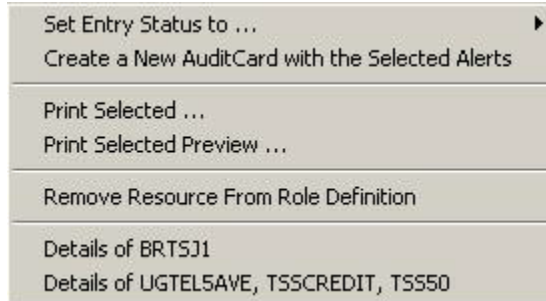 Set Entry Status to ...
Create a New AuditCard with the Selected Alerts
Print Selected ...
Print Selected Preview ...
Remove Resource From Role Definition
Details of BRTSJ1
Details of UGTEL5AVE, TSSCREDIT, TSS50